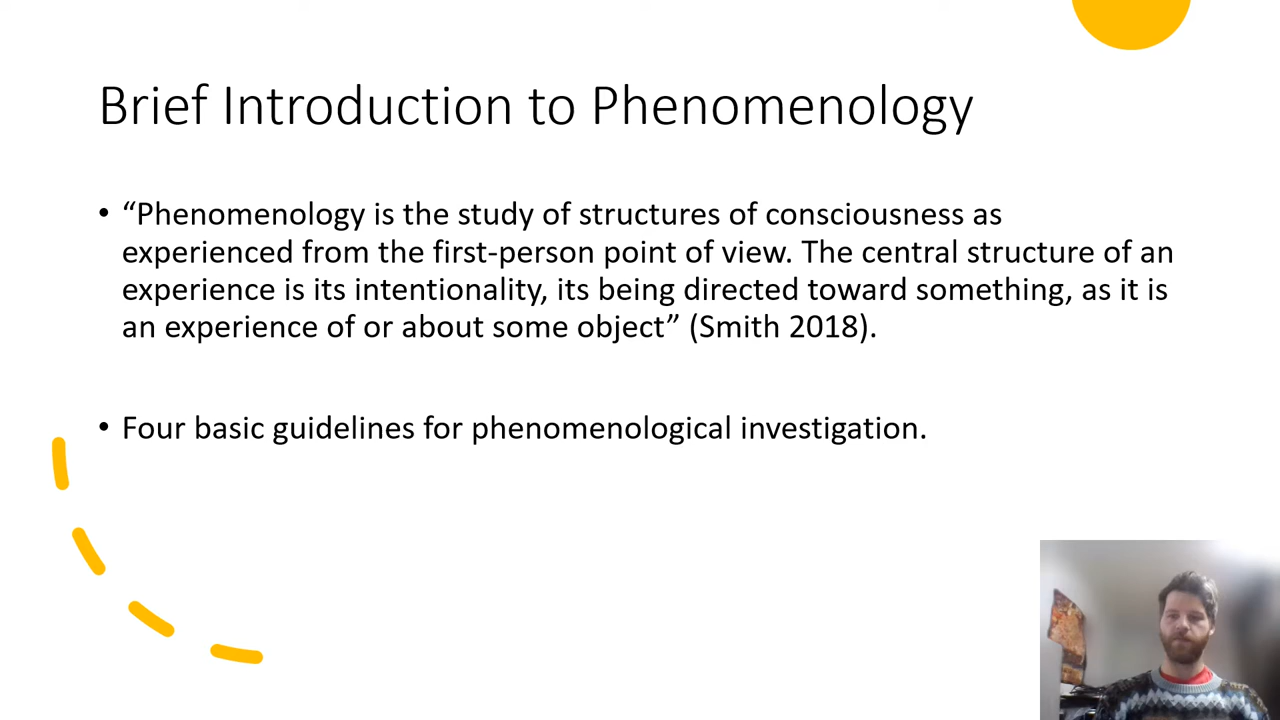 Brief Introduction to Phenomenology
• “Phenomenology is the study of structures of consciousness as
experienced from the first-person point of view. The central structure of an
experience is its intentionality, its being directed toward something, as it is
an experience of or about some object” (Smith 2018).
• Four basic guidelines for phenomenological investigation.